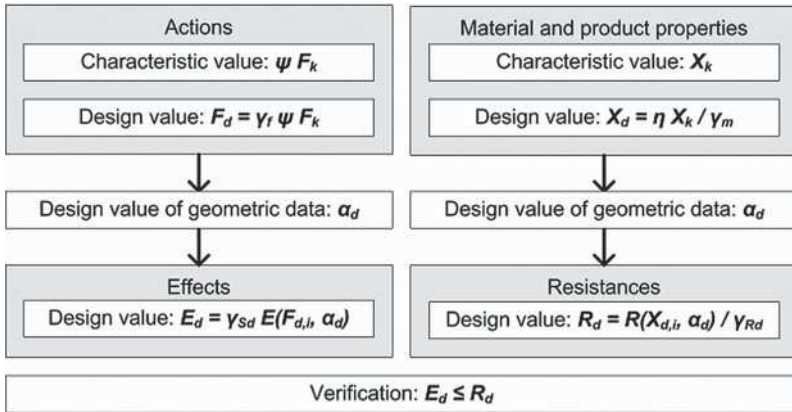 Actions
Characteristic value: ψ Fk
Design value: Fd = γf ψ Fk
Design value of geometric data: αd
Effects
Design value: Ed = γSd E(Fd,i, αd)
Material and product properties
Characteristic value: Xk
Design value: Xd = η Xk / γm
Design value of geometric data: αd
Resistances
Design value: Rd = R(Xd,i, αd) / γRd
Verification: Ed ≤ Rd